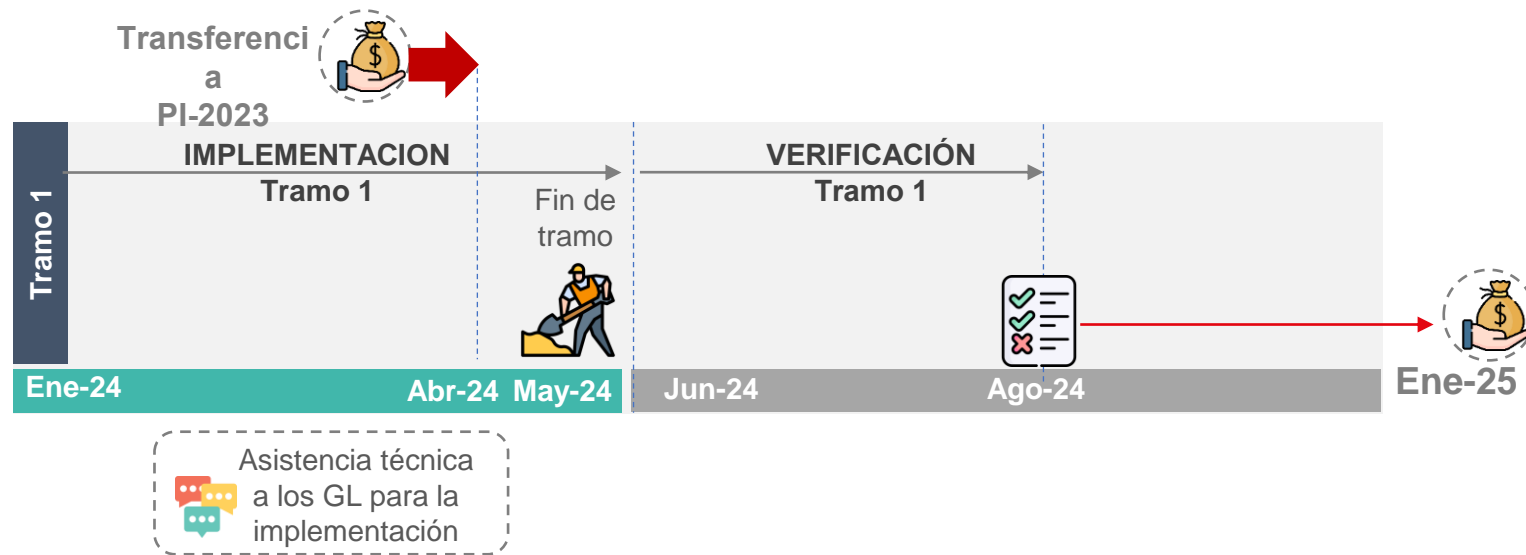 Transferenci
a
PI-2023
Tramo 1
IMPLEMENTACION
Tramo 1
Fin de
tramo
VERIFICACIÓN
Tramo 1
Ene-24
Abr-24
May-24
Jun-24
Ago-24
Ene-25
Asistencia técnica
a los GL para la
implementación